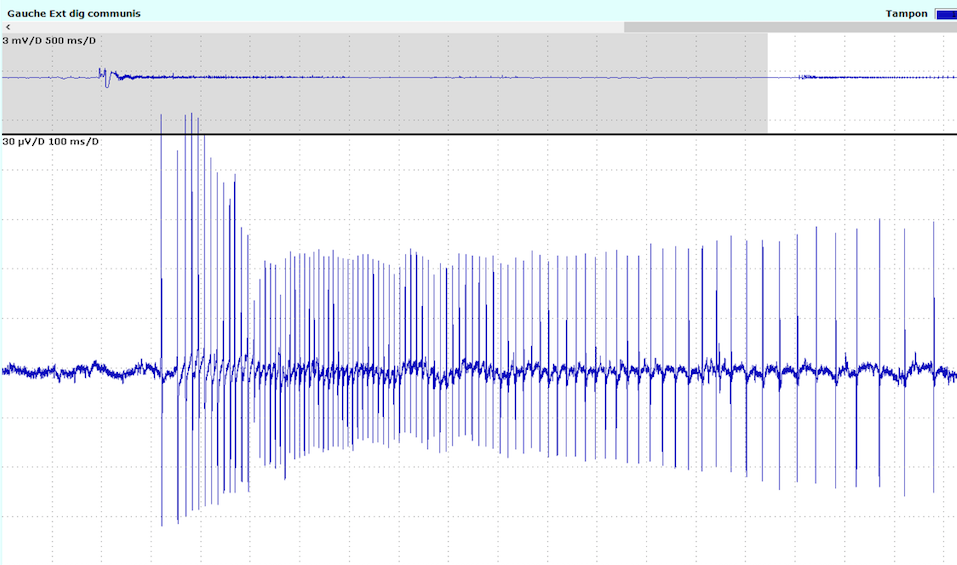 Gauche Ext dig communis
Tampon
<
3 mV/D 500 ms/D
30 µV/D 100 ms/D